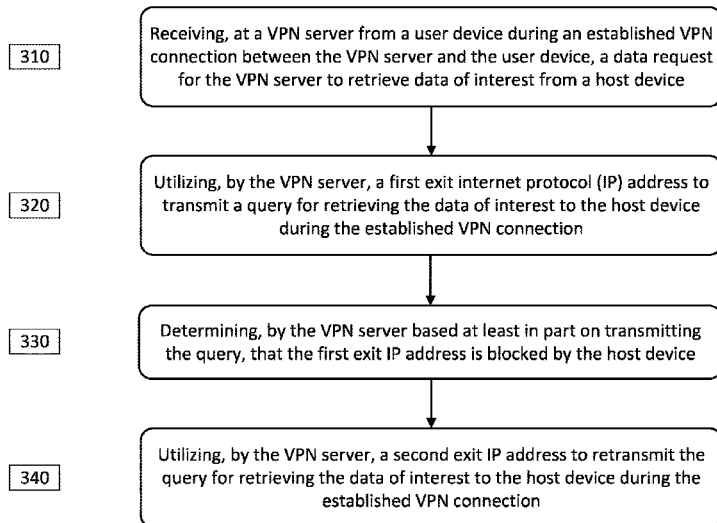 310
Receiving, at a VPN server from a user device during an established VPN
connection between the VPN server and the user device, a data request
for the VPN server to retrieve data of interest from a host device
320
Utilizing, by the VPN server, a first exit internet protocol (IP) address to
transmit a query for retrieving the data of interest to the host device
during the established VPN connection
330
Determining, by the VPN server based at least in part on transmitting
the query, that the first exit IP address is blocked by the host device
340
Utilizing, by the VPN server, a second exit IP address to retransmit the
query for retrieving the data of interest to the host device during the
established VPN connection